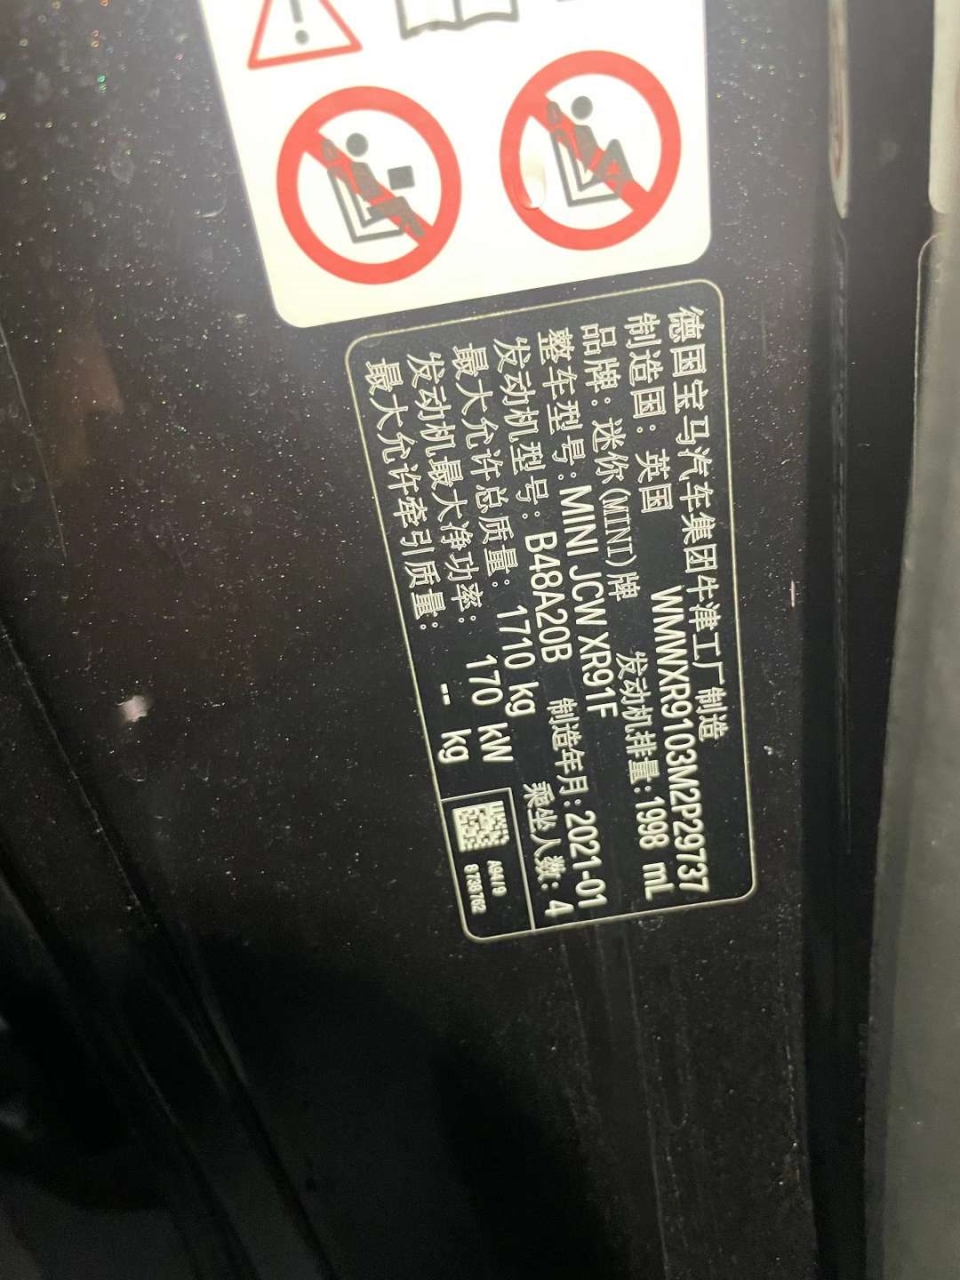 德国宝马汽车集团牛津工厂制造
制造国：英国 WMWXR9103M2P29737
品牌：迷你(MINI)牌 发动机排量：1998 mL
整车型号：MINI JCW XR91F
发动机型号：B48A20B 制造年月：2021-01
最大允许总质量：1710 kg 乘坐人数：4
发动机最大净功率：170 kW
最大允许牵引质量：-- kg
A94/9
8738762